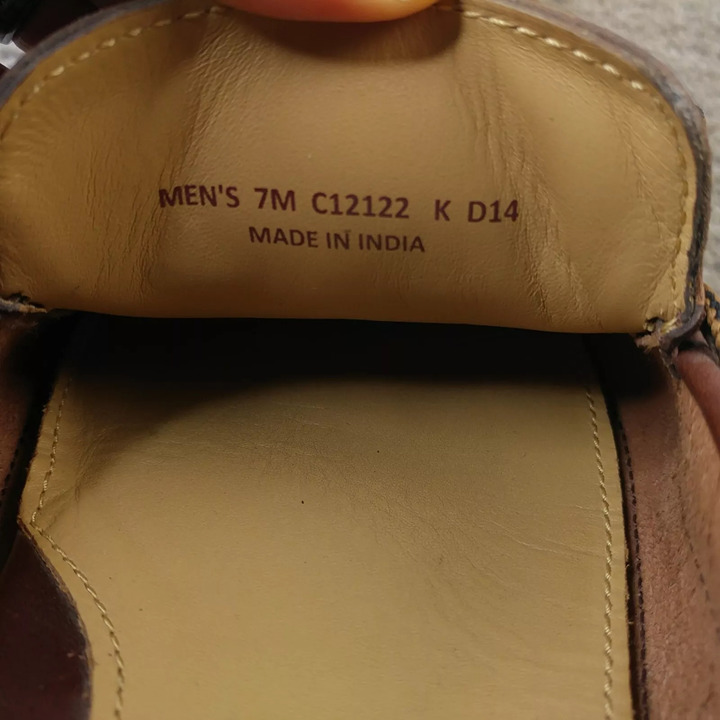 MEN'S 7M C12122 K D14
MADE IN INDIA